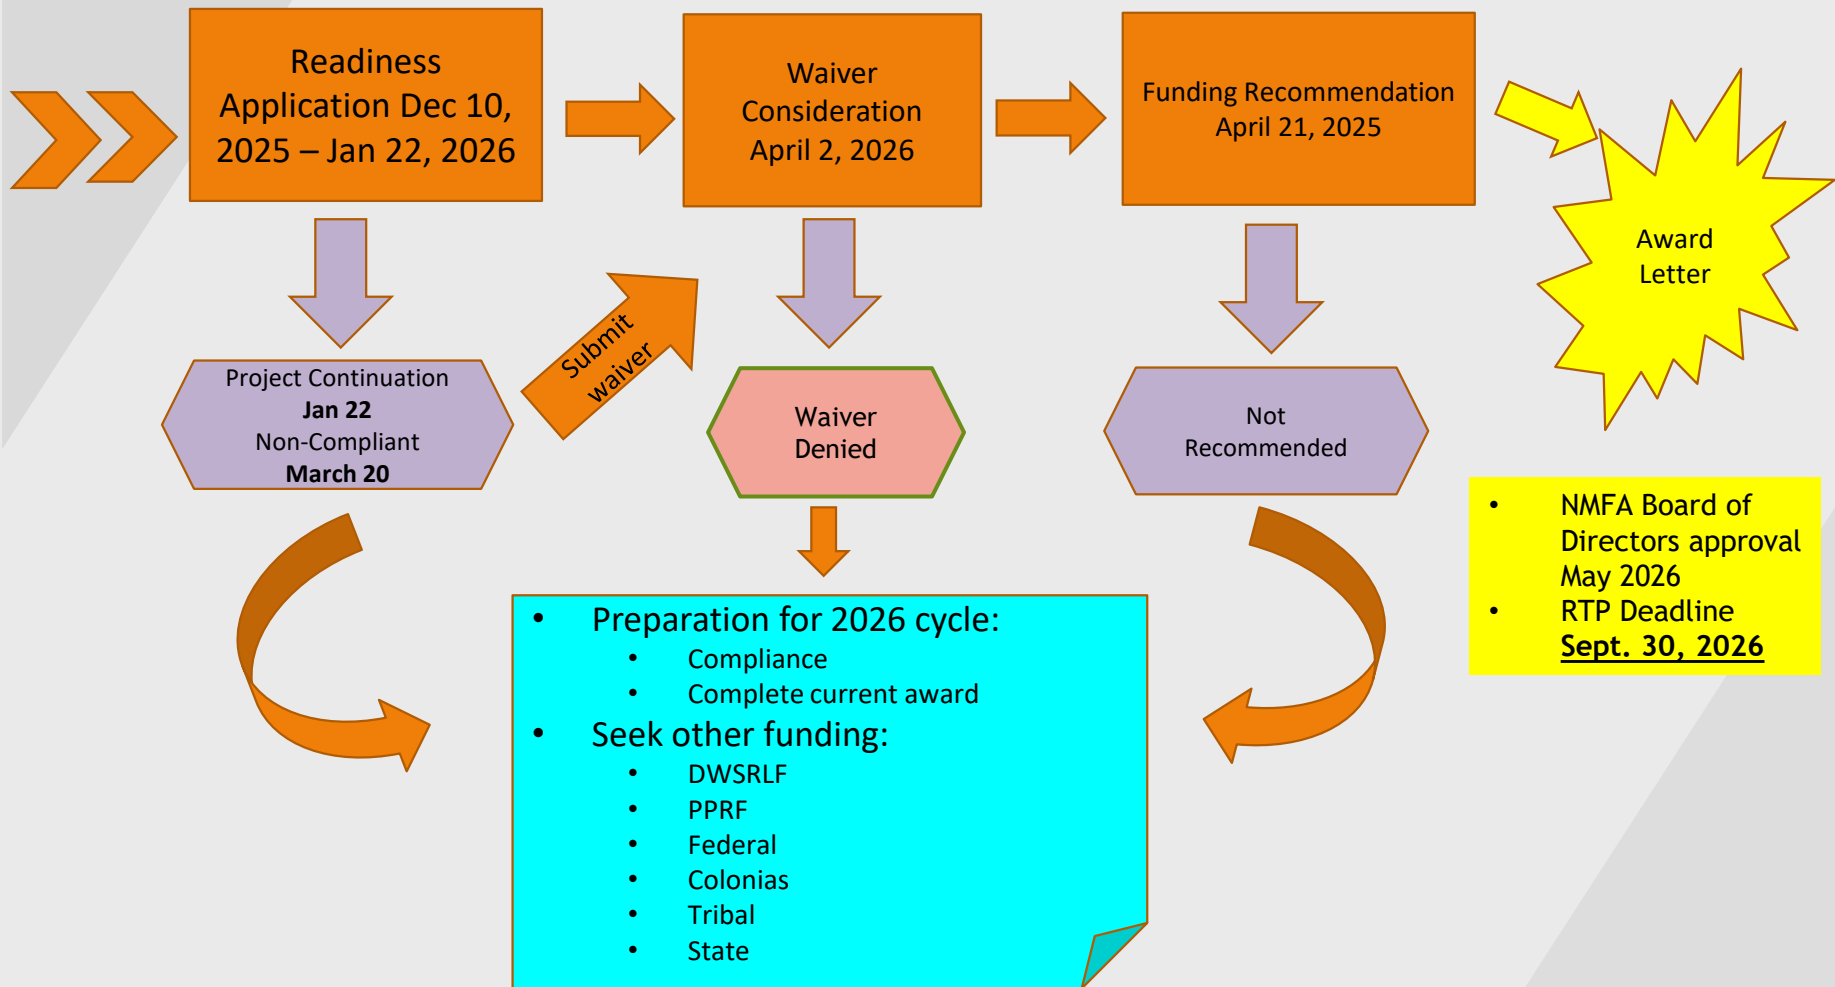 Readiness
Application Dec 10,
2025 – Jan 22, 2026
Waiver
Consideration
April 2, 2026
Funding Recommendation
April 21, 2025
Award
Letter
Project Continuation
Jan 22
Non-Compliant
March 20
Submit
waiver
Waiver
Denied
Not
Recommended
• NMFA Board of
Directors approval
May 2026
• RTP Deadline
Sept. 30, 2026
• Preparation for 2026 cycle:
• Compliance
• Complete current award
• Seek other funding:
• DWSRLF
• PPRF
• Federal
• Colonias
• Tribal
• State